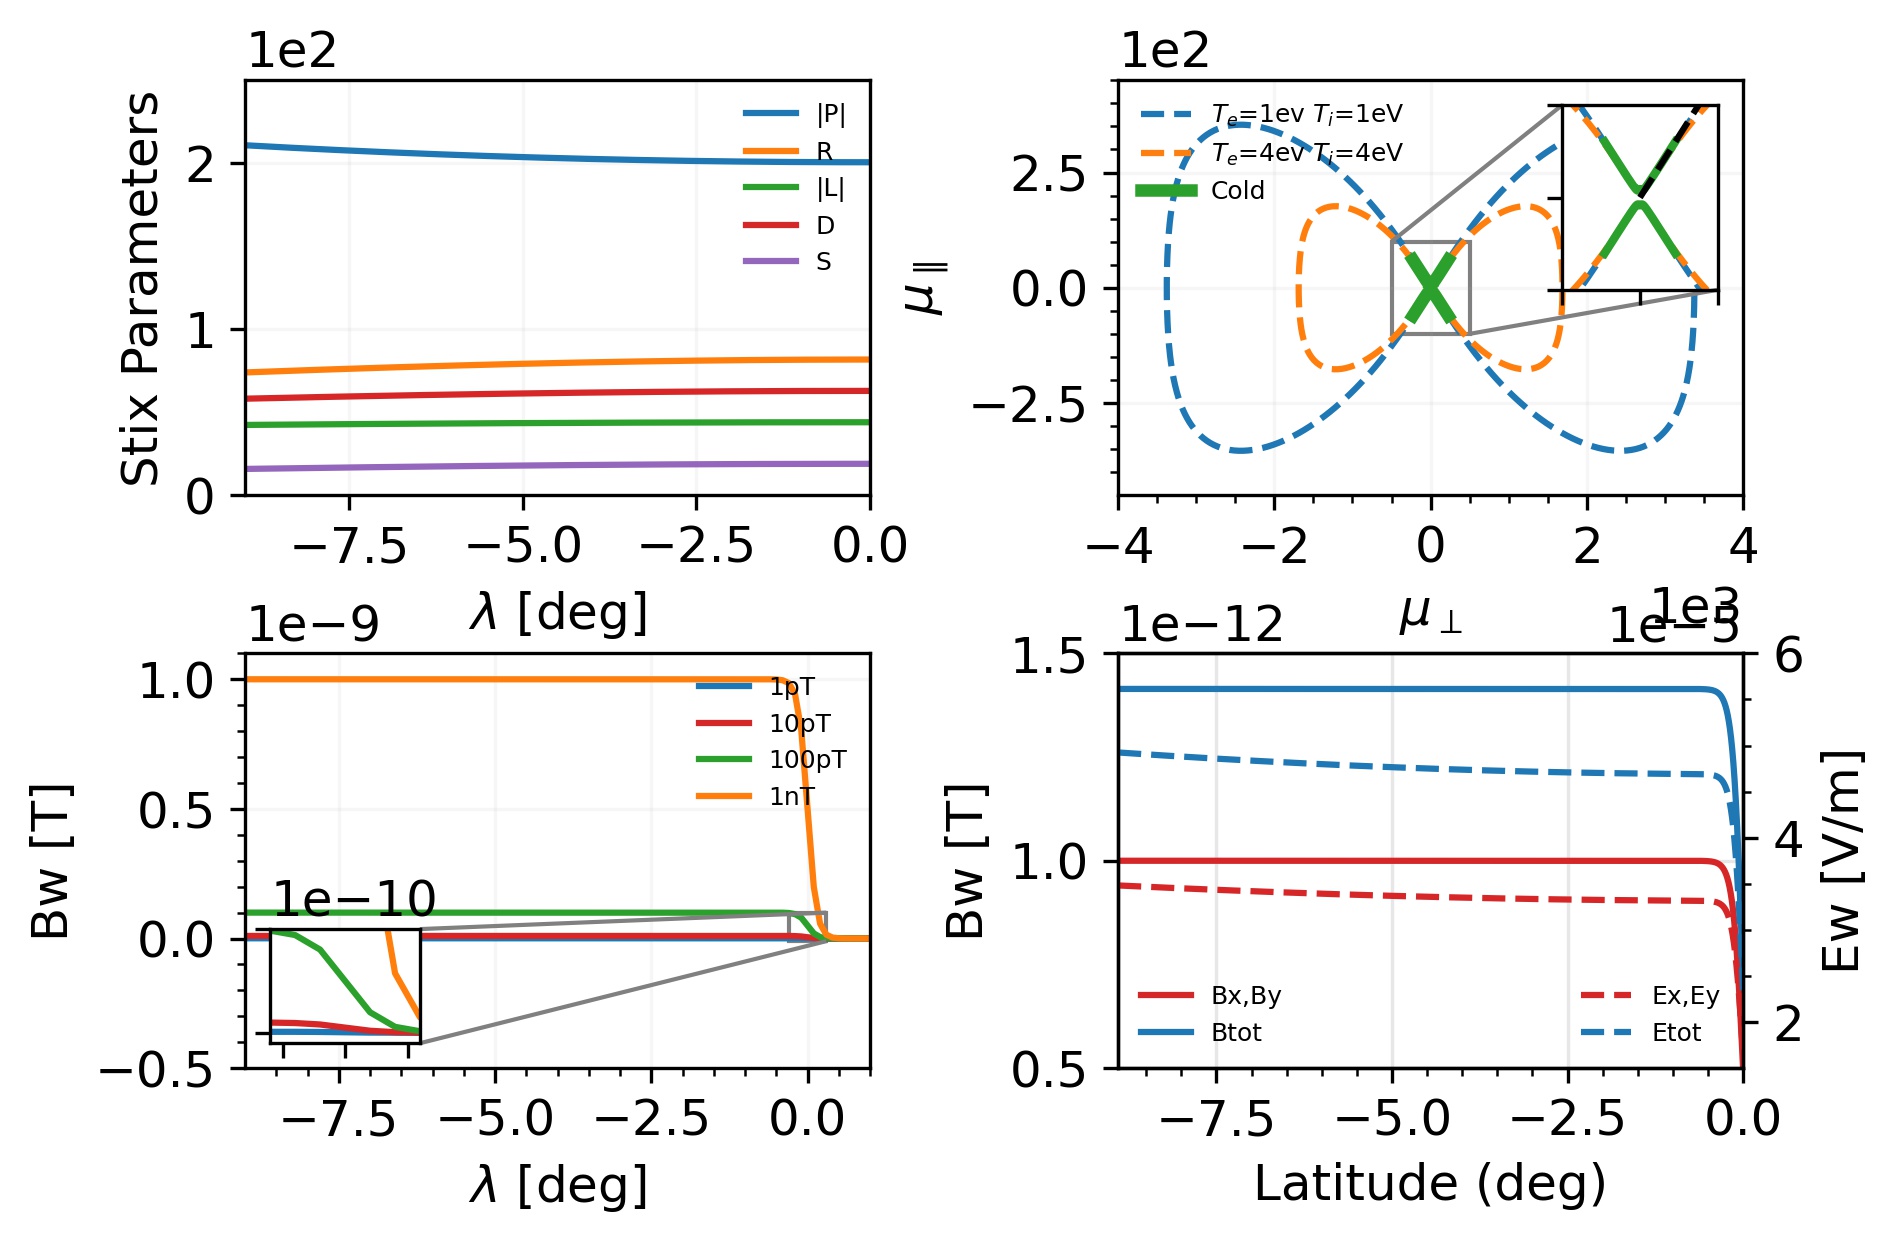 1e2
Stix Parameters
2
1
0
|P|
R
|L|
D
S
−7.5 −5.0 −2.5 0.0
λ [deg]
1e2
μ∥
2.5
0.0
−2.5
Te=1ev Ti=1eV
Te=4ev Ti=4eV
Cold
−4 −2 0 2 4
μ⊥
1e3
1e−9
Bw [T]
1.0
0.5
0.0
−0.5
1pT
10pT
100pT
1nT
1e−10
−7.5 −5.0 −2.5 0.0
λ [deg]
1e−12
1e−5
Bw [T]
1.5
1.0
0.5
6
4
2
Ew [V/m]
Bx,By
Btot
Ex,Ey
Etot
−7.5 −5.0 −2.5 0.0
Latitude (deg)